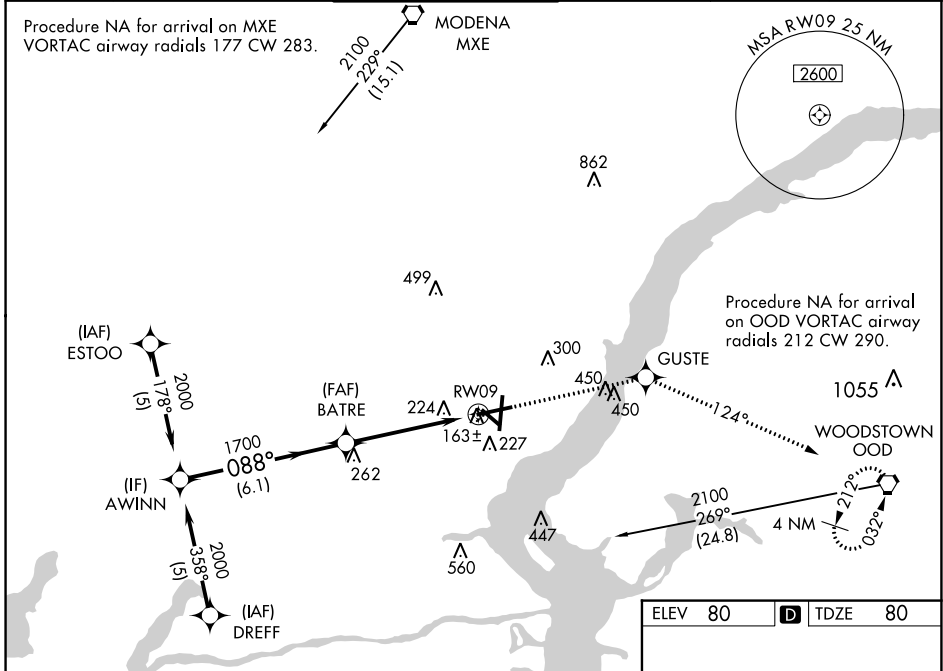 Procedure NA for arrival on MXE
VORTAC airway radials 177 CW 283.
MODENA
MXE
2100
229°
(15.1)
MSA RW09 25 NM
2600
862
499
Procedure NA for arrival
on OOD VORTAC airway
radials 212 CW 290.
(IAF)
ESTOO
2000
178°
(5)
300
GUSTE
(FAF)
BATRE
RW09
450
450
1055
224
163±
227
124°
WOODSTOWN
OOD
1700
088°
(6.1)
262
(IF)
AWINN
2100
269°
(24.8)
212°
032°
4 NM
447
560
2000
358°
(5)
(IAF)
DREFF
ELEV 80 D TDZE 80